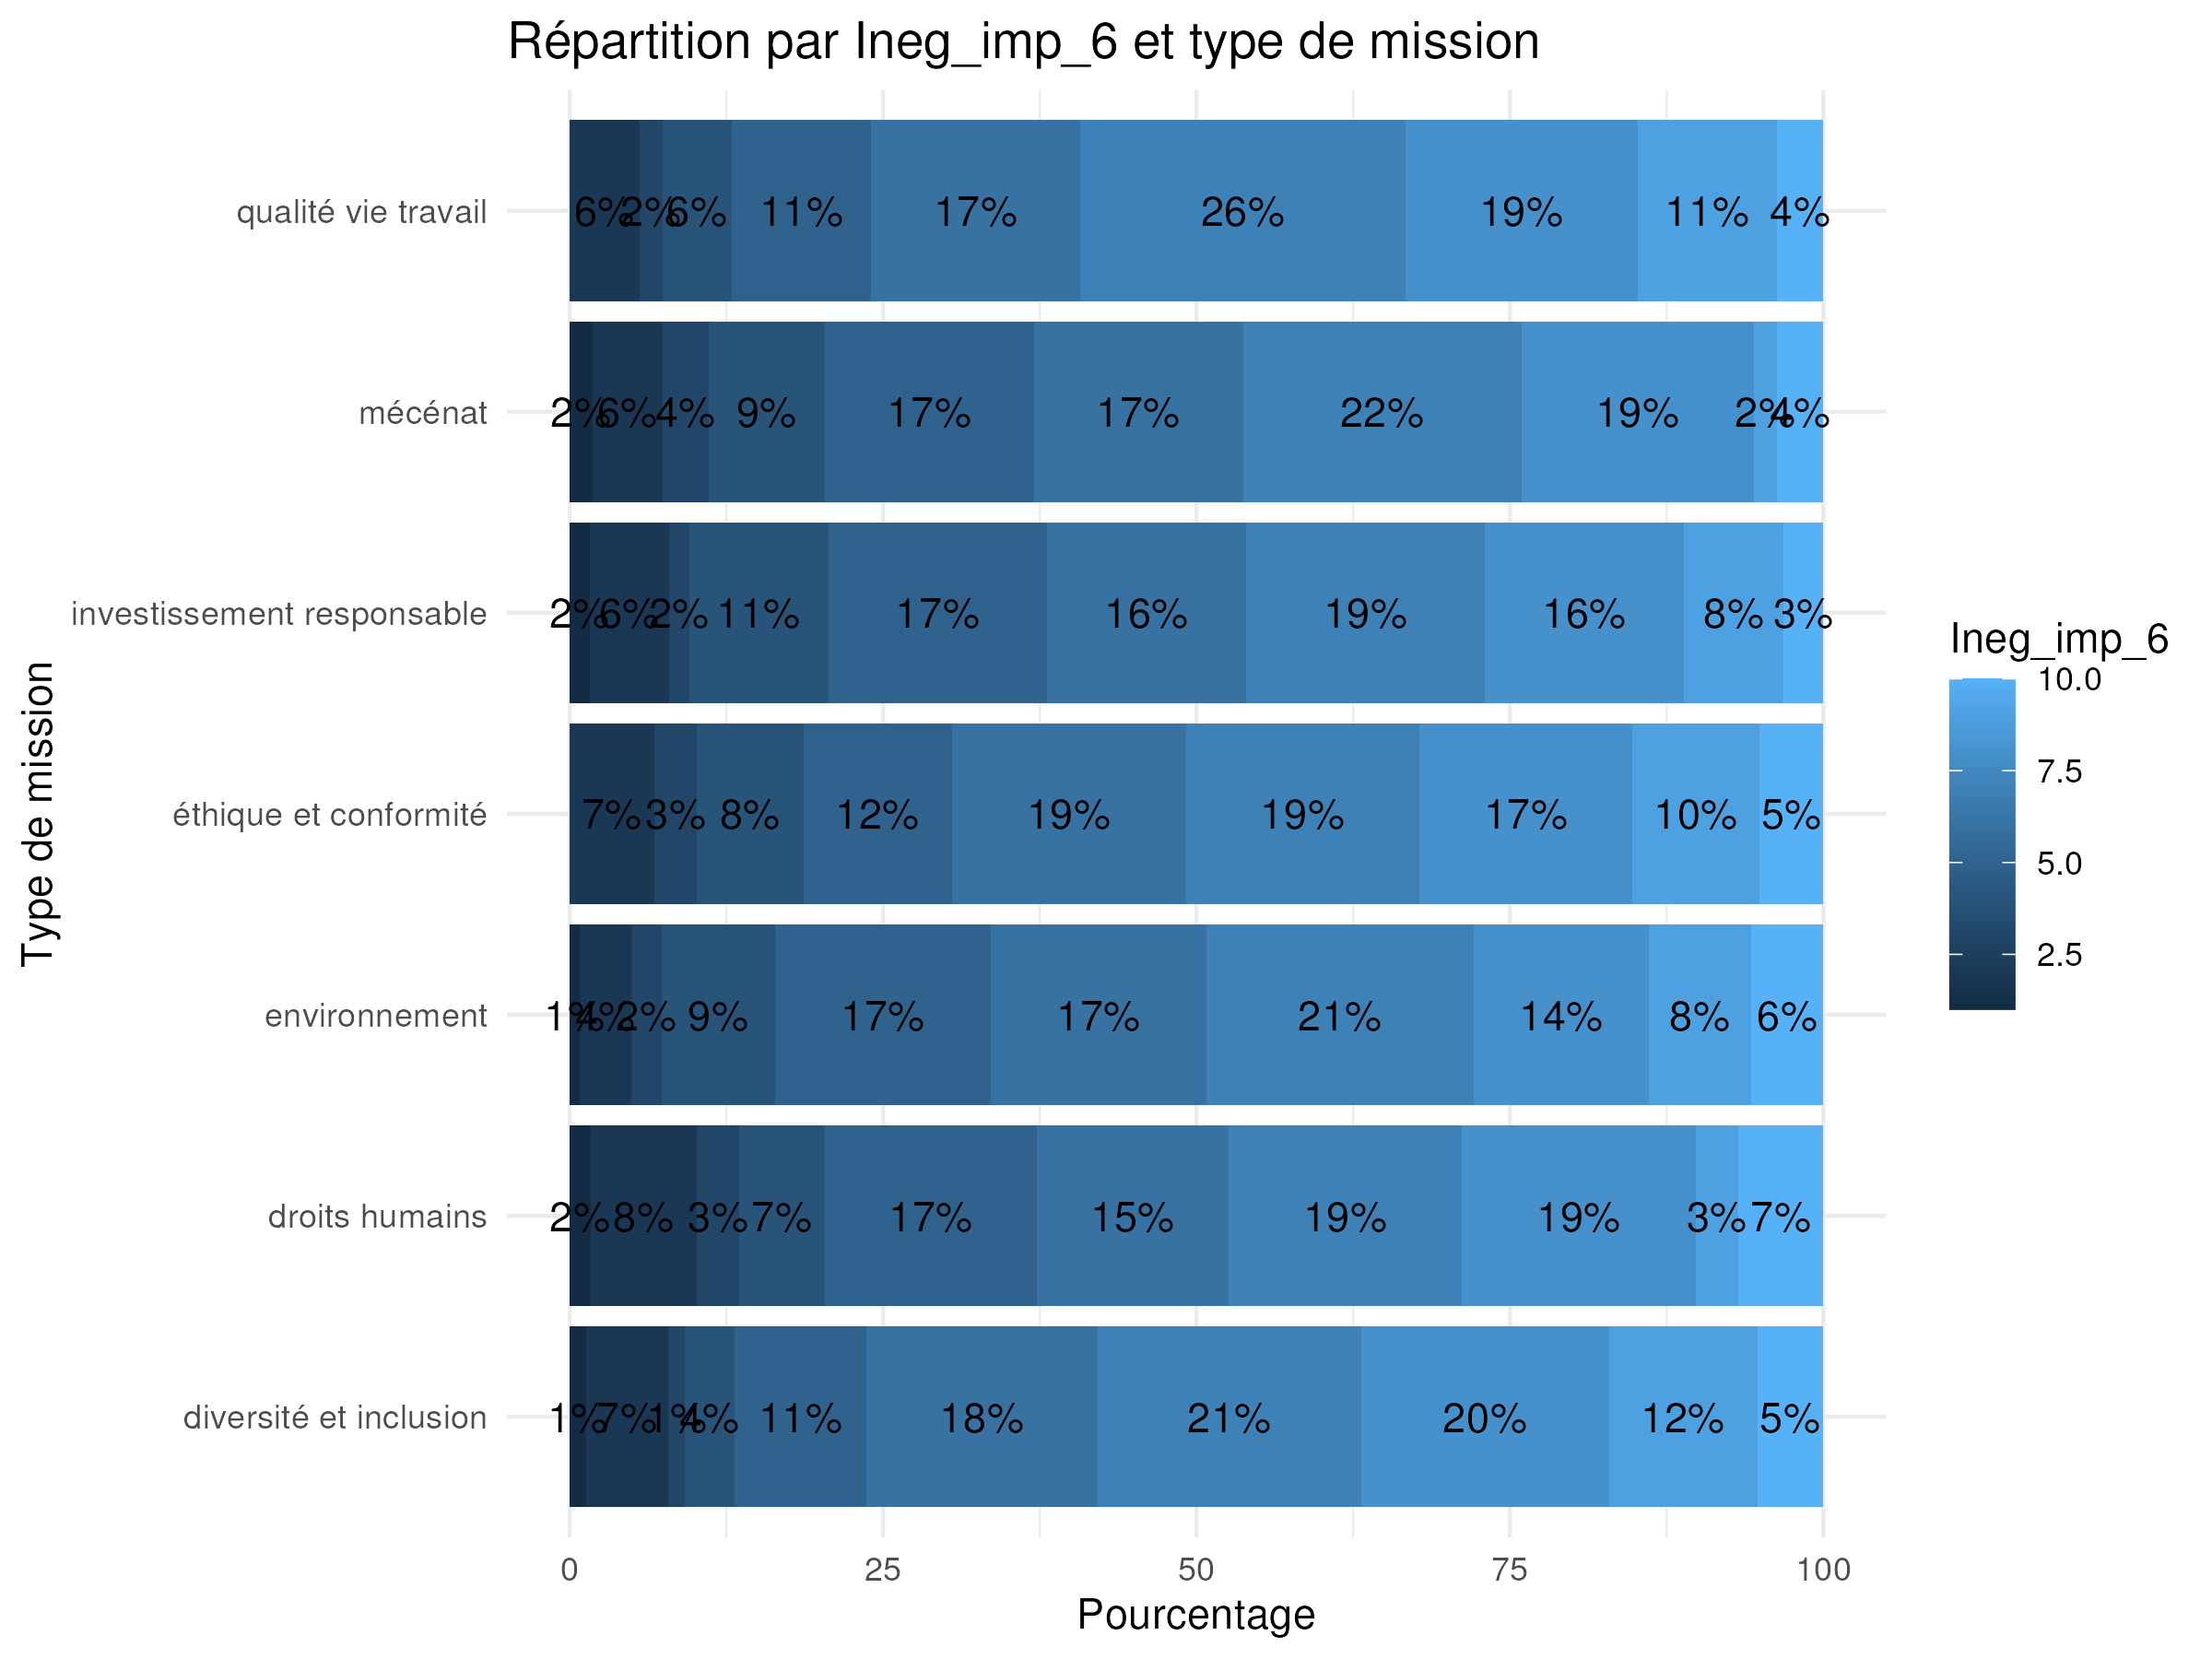 Répartition par Ineg_imp_6 et type de mission
Type de mission
qualité vie travail
6% 2% 6% 11% 17% 26% 19% 11% 4%
mécénat
2% 6% 4% 9% 17% 17% 22% 19% 2% 4%
investissement responsable
2% 6% 2% 11% 17% 16% 19% 16% 8% 3%
éthique et conformité
7% 3% 8% 12% 19% 19% 17% 10% 5%
environnement
1% 4% 2% 9% 17% 17% 21% 14% 8% 6%
droits humains
2% 8% 3% 7% 17% 15% 19% 19% 3% 7%
diversité et inclusion
1% 7% 1% 4% 11% 18% 21% 20% 12% 5%
0 25 50 75 100
Pourcentage
Ineg_imp_6
10.0
7.5
5.0
2.5